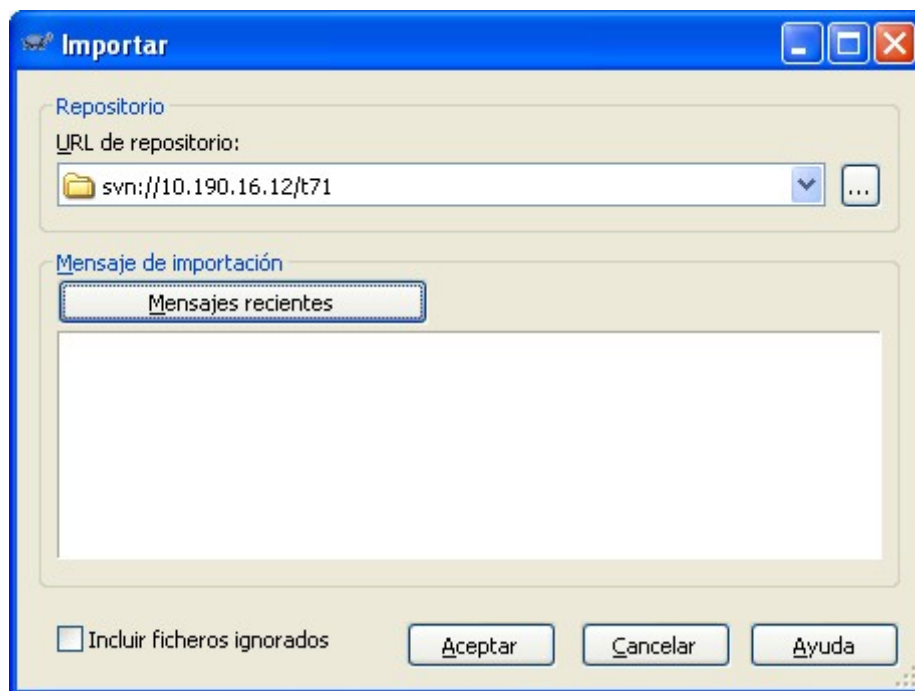 Importar
Repositorio
URL de repositorio:
svn://10.190.16.12/t71
...
Mensaje de importación
Mensajes recientes
Incluir ficheros ignorados
Aceptar
Cancelar
Ayuda